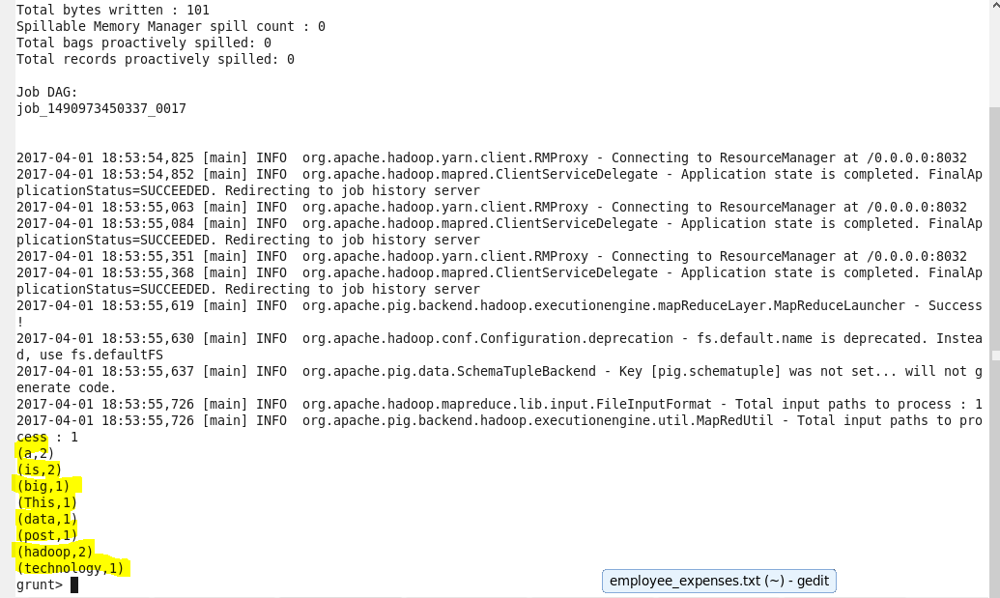 Total bytes written : 101
Spillable Memory Manager spill count : 0
Total bags proactively spilled: 0
Total records proactively spilled: 0
Job DAG:
job_1490973450337_0017
2017-04-01 18:53:54,825 [main] INFO  org.apache.hadoop.yarn.client.RMProxy - Connecting to ResourceManager at /0.0.0.0:8032
2017-04-01 18:53:54,852 [main] INFO  org.apache.hadoop.mapred.ClientServiceDelegate - Application state is completed. FinalAp
plicationStatus=SUCCEEDED. Redirecting to job history server
2017-04-01 18:53:55,063 [main] INFO  org.apache.hadoop.yarn.client.RMProxy - Connecting to ResourceManager at /0.0.0.0:8032
2017-04-01 18:53:55,084 [main] INFO  org.apache.hadoop.mapred.ClientServiceDelegate - Application state is completed. FinalAp
plicationStatus=SUCCEEDED. Redirecting to job history server
2017-04-01 18:53:55,351 [main] INFO  org.apache.hadoop.yarn.client.RMProxy - Connecting to ResourceManager at /0.0.0.0:8032
2017-04-01 18:53:55,368 [main] INFO  org.apache.hadoop.mapred.ClientServiceDelegate - Application state is completed. FinalAp
plicationStatus=SUCCEEDED. Redirecting to job history server
2017-04-01 18:53:55,619 [main] INFO  org.apache.pig.backend.hadoop.executionengine.mapReduceLayer.MapReduceLauncher - Success
!
2017-04-01 18:53:55,630 [main] INFO  org.apache.hadoop.conf.Configuration.deprecation - fs.default.name is deprecated. Instea
d, use fs.defaultFS
2017-04-01 18:53:55,637 [main] INFO  org.apache.pig.data.SchemaTupleBackend - Key [pig.schematuple] was not set... will not g
enerate code.
2017-04-01 18:53:55,726 [main] INFO  org.apache.hadoop.mapreduce.lib.input.FileInputFormat - Total input paths to process : 1
2017-04-01 18:53:55,726 [main] INFO  org.apache.pig.backend.hadoop.executionengine.util.MapRedUtil - Total input paths to pro
cess : 1
(a,2)
(is,2)
(big,1)
(This,1)
(data,1)
(post,1)
(hadoop,2)
(technology,1)
grunt>
employee_expenses.txt (~) - gedit